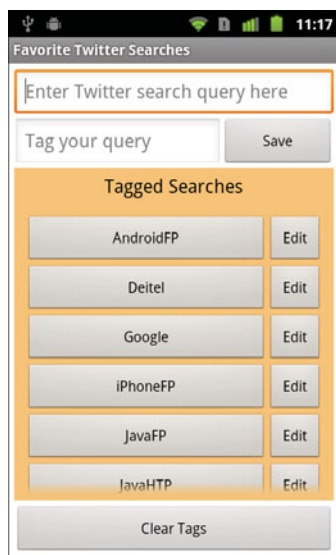 11:17
Favorite Twitter Searches
Enter Twitter search query here
Tag your query Save
Tagged Searches
AndroidFP Edit
Deitel Edit
Google Edit
iPhoneFP Edit
JavaFP Edit
JavaHTP Edit
Clear Tags